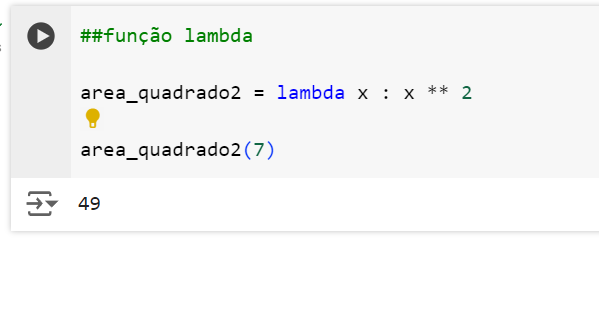 ##função lambda
area_quadrado2 = lambda x : x ** 2
area_quadrado2(7)
49